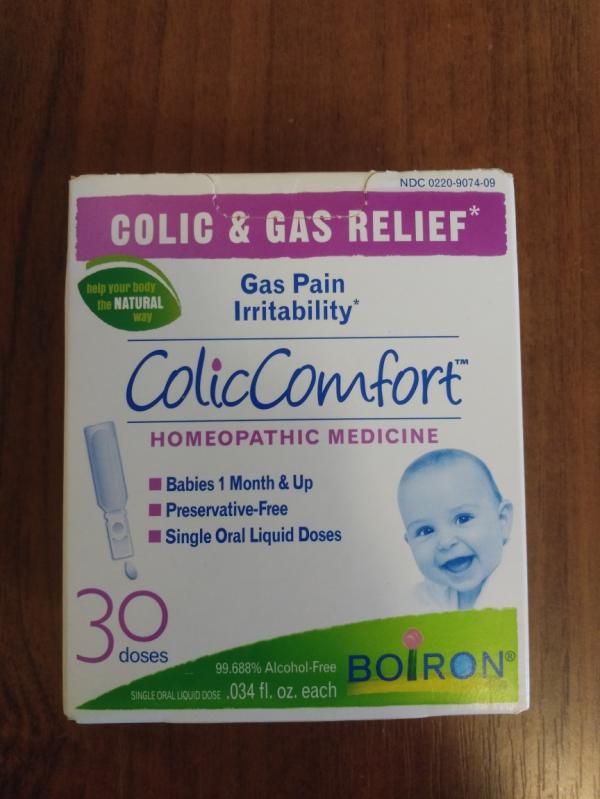 NDC 0220-9074-09
COLIC & GAS RELIEF*
help your body
the NATURAL
way
Gas Pain
Irritability*
ColicComfort™
HOMEOPATHIC MEDICINE
Babies 1 Month & Up
Preservative-Free
Single Oral Liquid Doses
30
doses
99.688% Alcohol-Free
SINGLE ORAL LIQUID DOSE .034 fl. oz. each
BOIRON®